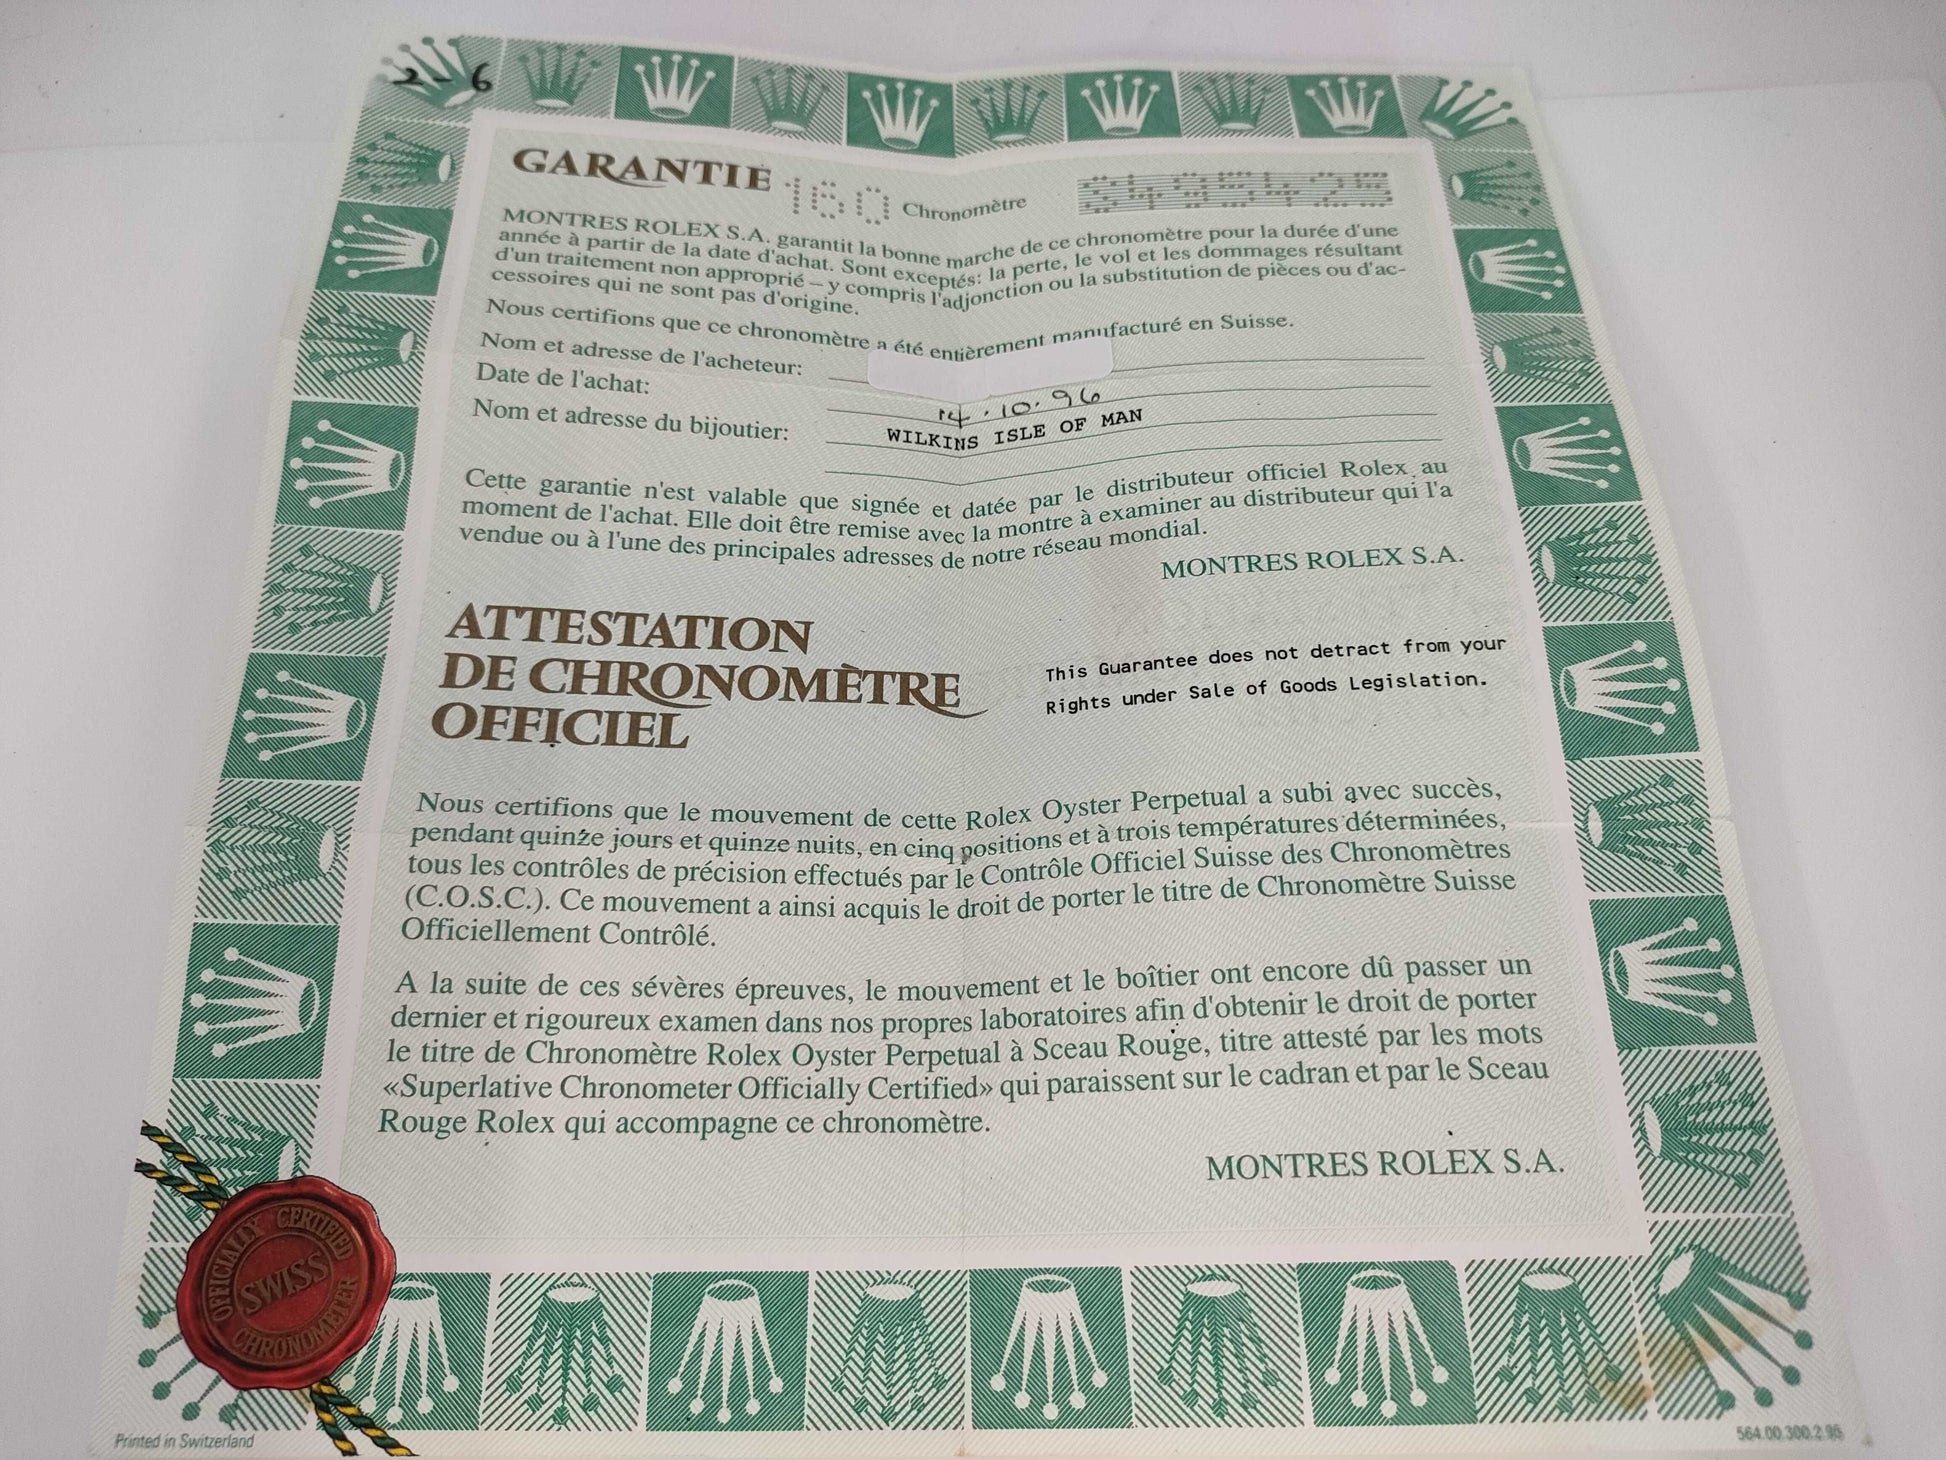 2-6
GARANTIE 160 Chronomètre
MONTRES ROLEX S.A. garantit la bonne marche de ce chronomètre pour la durée d'une
année à partir de la date d'achat. Sont exceptés: la perte, le vol et les dommages résultant
d'un traitement non approprié – y compris l'adjonction ou la substitution de pièces ou d'ac-
cessoires qui ne sont pas d'origine.
Nous certifions que ce chronomètre a été entièrement manufacturé en Suisse.
Nom et adresse de l'acheteur:
Date de l'achat: 14.10.96
Nom et adresse du bijoutier: WILKINS ISLE OF MAN
Cette garantie n'est valable que signée et datée par le distributeur officiel Rolex au
moment de l'achat. Elle doit être remise avec la montre à examiner au distributeur qui l'a
vendue ou à l'une des principales adresses de notre réseau mondial.
MONTRES ROLEX S.A.
ATTESTATION
DE CHRONOMÈTRE
OFFICIEL
This Guarantee does not detract from your
Rights under Sale of Goods Legislation.
Nous certifions que le mouvement de cette Rolex Oyster Perpetual a subi avec succès,
pendant quinze jours et quinze nuits, en cinq positions et à trois températures déterminées,
tous les contrôles de précision effectués par le Contrôle Officiel Suisse des Chronomètres
(C.O.S.C.). Ce mouvement a ainsi acquis le droit de porter le titre de Chronomètre Suisse
Officiellement Contrôlé.
A la suite de ces sévères épreuves, le mouvement et le boîtier ont encore dû passer un
dernier et rigoureux examen dans nos propres laboratoires afin d'obtenir le droit de porter
le titre de Chronomètre Rolex Oyster Perpetual à Sceau Rouge, titre attesté par les mots
«Superlative Chronometer Officially Certified» qui paraissent sur le cadran et par le Sceau
Rouge Rolex qui accompagne ce chronomètre.
MONTRES ROLEX S.A.
OFFICIALLY CERTIFIED
SWISS
CHRONOMETER
Printed in Switzerland
564.00.300.2.95